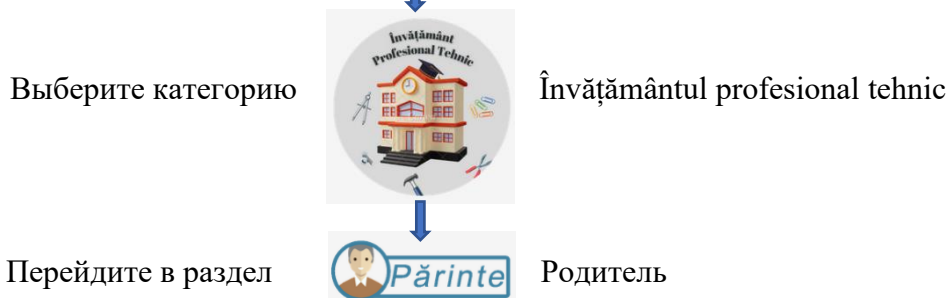 Învățământ
Profesional Tehnic
Выберите категорию
Învățământul profesional tehnic
Перейдите в раздел
Părinte
Родитель